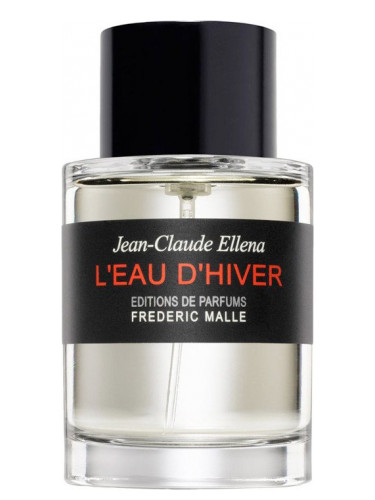 Jean-Claude Ellena
L'EAU D'HIVER
EDITIONS DE PARFUMS
FREDERIC MALLE